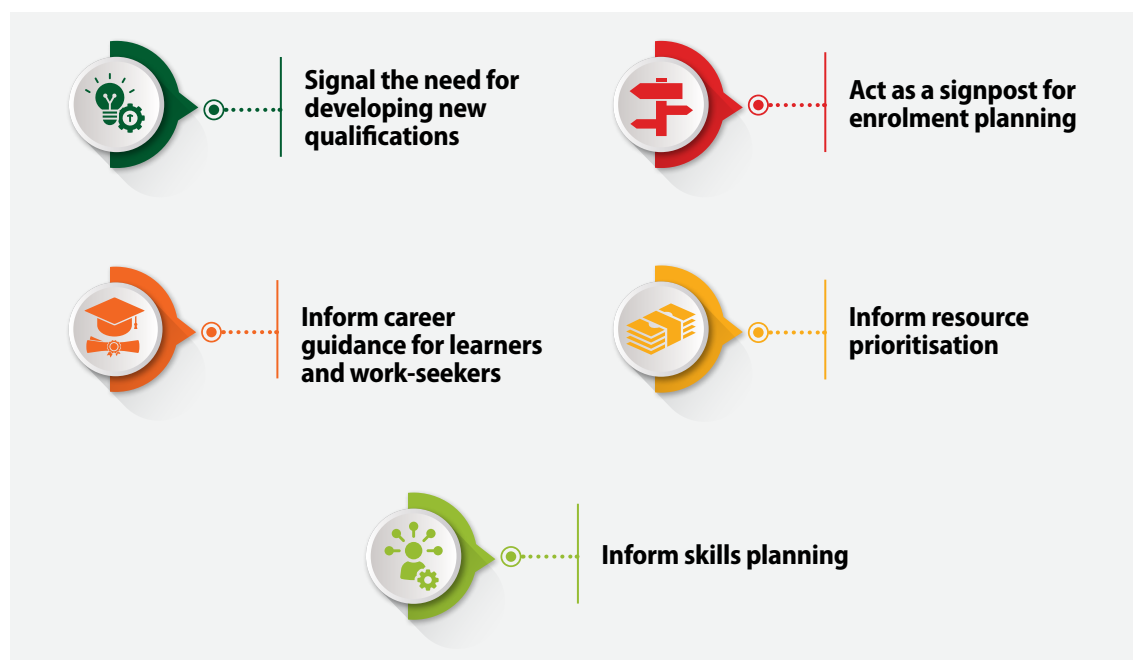 Signal the need for
developing new
qualifications
Act as a signpost for
enrolment planning
Inform career
guidance for learners
and work-seekers
Inform resource
prioritisation
Inform skills planning